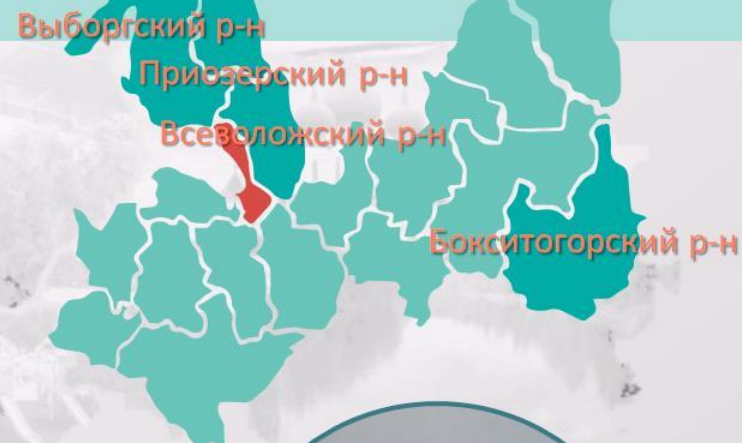 Выборгский р-н
Приозерский р-н
Всеволожский р-н
Бокситогорский р-н